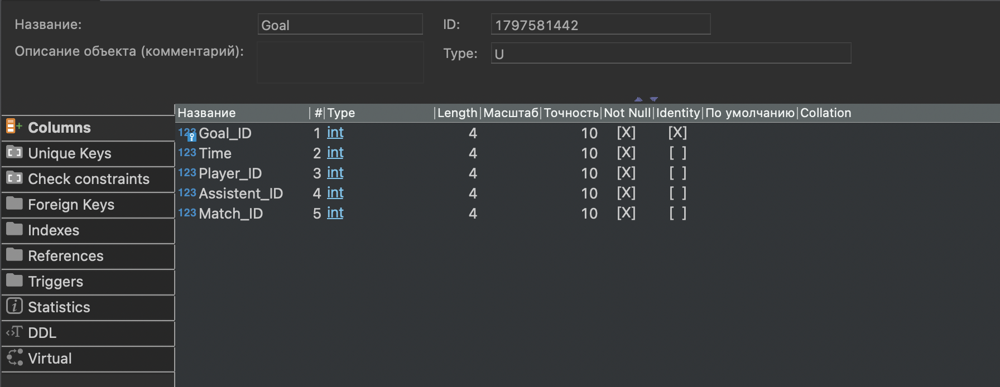 Название: Goal ID: 1797581442
Описание объекта (комментарий): Type: U
Название # Type Length Масштаб Точность Not Null Identity По умолчанию Collation
123 Goal_ID 1 int 4 10 [X] [X]
123 Time 2 int 4 10 [X] [ ]
123 Player_ID 3 int 4 10 [X] [ ]
123 Assistent_ID 4 int 4 10 [X] [ ]
123 Match_ID 5 int 4 10 [X] [ ]
Columns
Unique Keys
Check constraints
Foreign Keys
Indexes
References
Triggers
Statistics
DDL
Virtual